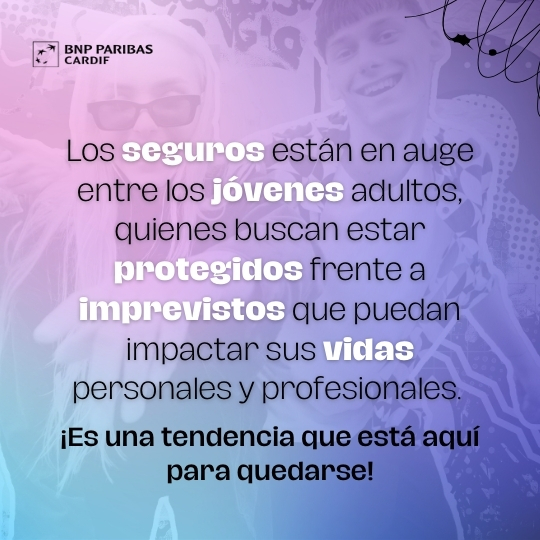 BNP PARIBAS
CARDIF
Los seguros están en auge
entre los jóvenes adultos,
quienes buscan estar
protegidos frente a
imprevistos que puedan
impactar sus vidas
personales y profesionales.
¡Es una tendencia que está aquí
para quedarse!